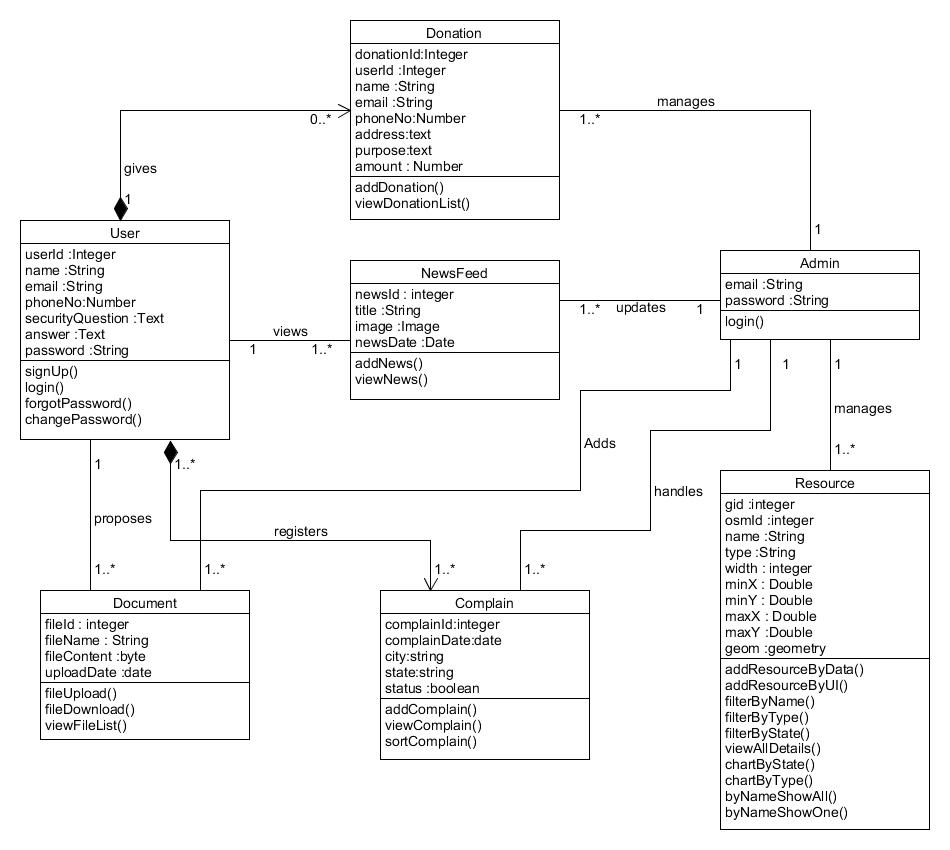 Donation
donationId:Integer
userId :Integer
name :String
email :String
phoneNo:Number
address:text
purpose:text
amount : Number
addDonation()
viewDonationList()
manages
0..*
1..*
gives
1
1
User
userId :Integer
name :String
email :String
phoneNo:Number
securityQuestion :Text
answer :Text
password :String
signUp()
login()
forgotPassword()
changePassword()
NewsFeed
newsId : integer
title :String
image :Image
newsDate :Date
addNews()
viewNews()
views
1
1..*
Admin
email :String
password :String
login()
1..*
updates
1
1
1
1
manages
1..*
Adds
handles
1
proposes
1..*
1..*
registers
1..*
1..*
1..*
Document
fileId : integer
fileName : String
fileContent :byte
uploadDate :date
fileUpload()
fileDownload()
viewFileList()
Complain
complainId:integer
complainDate:date
city:string
state:string
status :boolean
addComplain()
viewComplain()
sortComplain()
Resource
gid :integer
osmId :integer
name :String
type :String
width : integer
minX : Double
minY : Double
maxX : Double
maxY :Double
geom :geometry
addResourceByData()
addResourceByUI()
filterByName()
filterByType()
filterByState()
viewAllDetails()
chartByState()
chartByType()
byNameShowAll()
byNameShowOne()